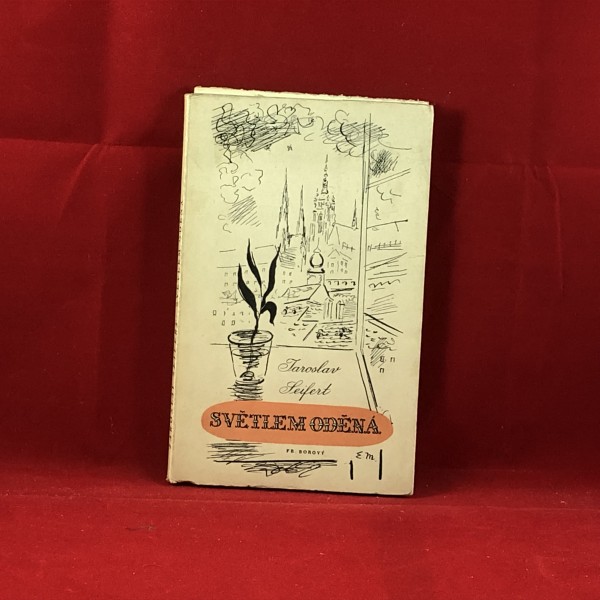 Jaroslav
Seifert
SVĚTLEM ODĚNÁ
FR. BOROVÝ
E. M.